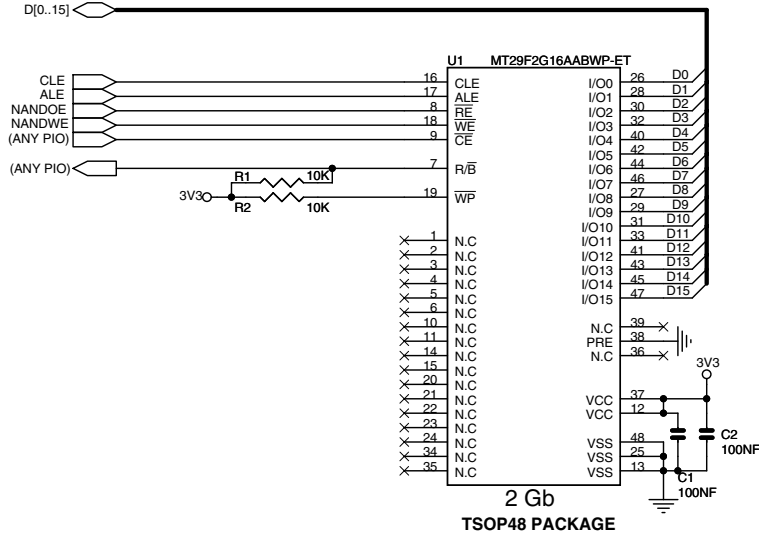 D[0..15]
U1 MT29F2G16AABWP-ET
CLE 16 CLE I/O0 26 D0
ALE 17 ALE I/O1 28 D1
NANDOE 8 RE I/O2 30 D2
NANDWE 18 WE I/O3 32 D3
(ANY PIO) 9 CE I/O4 40 D4
I/O5 42 D5
(ANY PIO) 7 R/B I/O6 44 D6
I/O7 46 D7
R1 10K
3V3 19 WP I/O8 27 D8
R2 10K
I/O9 29 D9
I/O10 31 D10
1 N.C I/O11 33 D11
2 N.C I/O12 41 D12
3 N.C I/O13 43 D13
4 N.C I/O14 45 D14
5 N.C I/O15 47 D15
6 N.C
10 N.C N.C 39
11 N.C PRE 38
14 N.C N.C 36
15 N.C
3V3
20 N.C
21 N.C VCC 37
22 N.C VCC 12
23 N.C
24 N.C VSS 48
C2
100NF
34 N.C VSS 25
35 N.C VSS 13
C1
100NF
2 Gb
TSOP48 PACKAGE